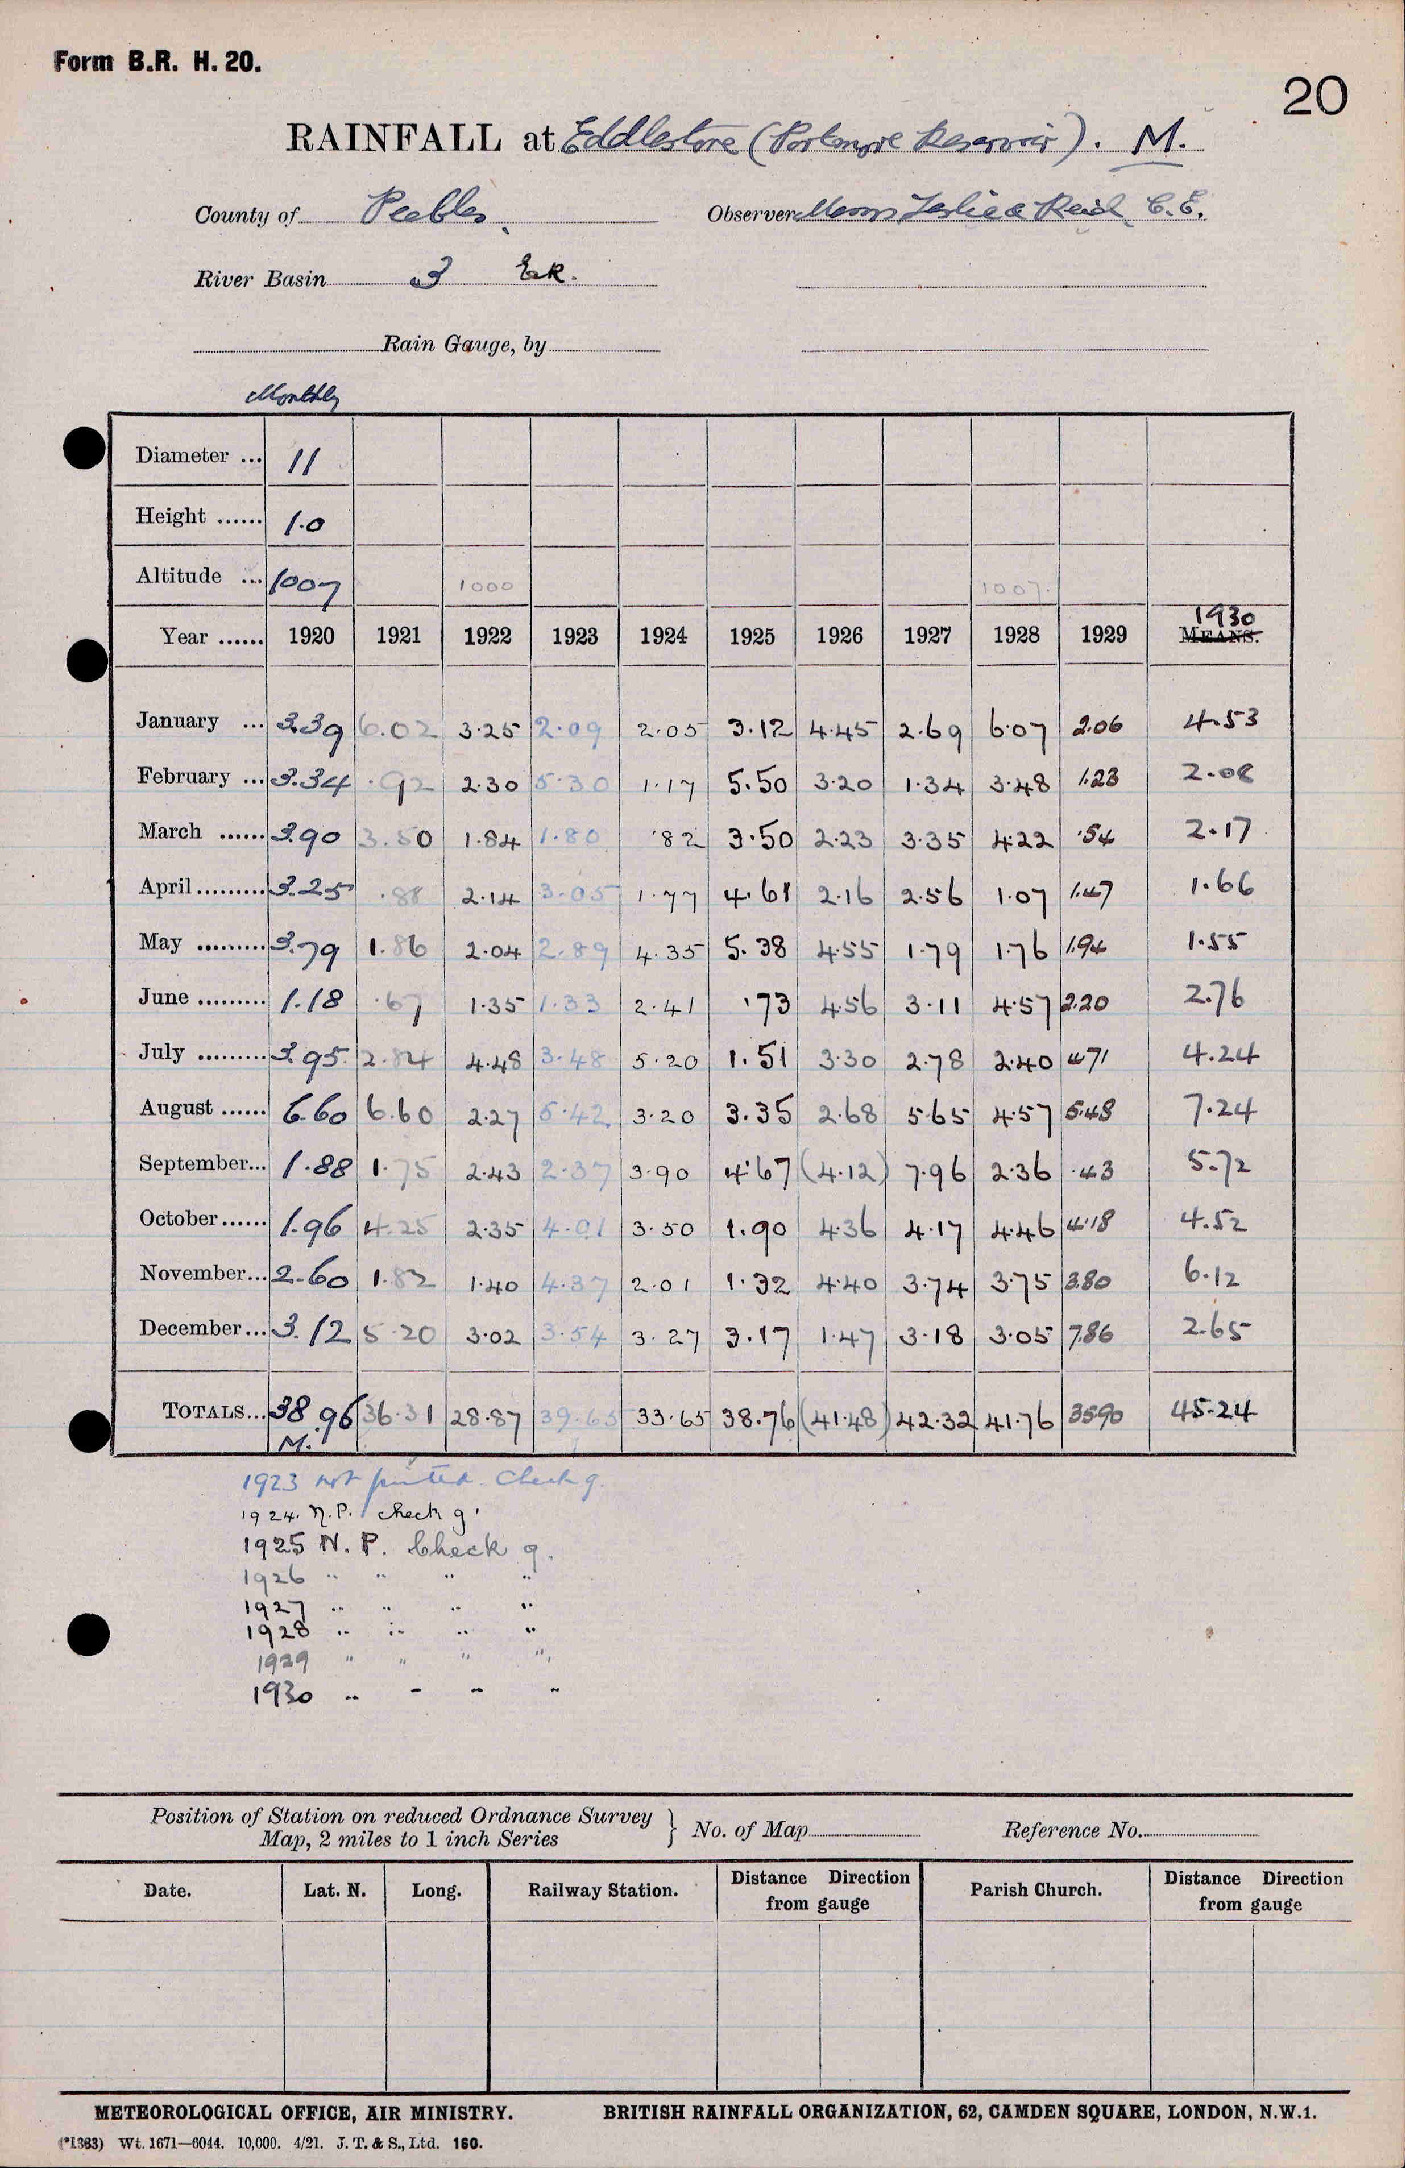 Form B.R. H. 20.
20
RAINFALL at Eddlestone (Portmore Reservoir). M.
County of Peebles. Observer Messrs Leslie & Reid, C.E.
River Basin 3 ER.
Rain Gauge, by
Monthly
Diameter ... 11
Height ...... 1.0
Altitude ... 1007 1000 1007.
Year ...... 1920 1921 1922 1923 1924 1925 1926 1927 1928 1929 1930 MEANS.
January ... 3.39 6.02 3.25 2.09 2.05 3.12 4.45 2.69 6.07 2.06 4.53
February ... 3.34 .92 2.30 5.30 1.17 5.50 3.20 1.34 3.48 1.23 2.08
March ...... 3.90 3.50 1.84 1.80 .82 3.50 2.23 3.35 4.22 .54 2.17
April ......... 3.25 .88 2.14 3.05 1.77 4.61 2.16 2.56 1.07 1.47 1.66
May ......... 3.79 1.86 2.04 2.89 4.35 5.38 4.55 1.79 1.76 1.94 1.55
June ......... 1.18 .67 1.35 1.33 2.41 .73 4.56 3.11 4.57 2.20 2.76
July ......... 3.95 2.84 4.48 3.48 5.20 1.51 3.30 2.78 2.40 4.71 4.24
August ...... 6.60 6.60 2.27 5.42 3.20 3.35 2.68 5.65 4.57 5.48 7.24
September... 1.88 1.75 2.43 2.37 3.90 4.67 (4.12) 7.96 2.36 .43 5.72
October...... 1.96 4.25 2.35 4.01 3.50 1.90 4.36 4.17 4.46 4.18 4.52
November... 2.60 1.82 1.40 4.37 2.01 1.32 4.40 3.74 3.75 3.80 6.12
December... 3.12 5.20 3.02 3.54 3.27 3.17 1.47 3.18 3.05 7.86 2.65
TOTALS... 38.96 36.31 28.87 39.65 33.65 38.76 (41.48) 42.32 41.76 35.90 45.24
M.
1923 not printed. Check g.
1924. N.P. check g.
1925 N.P. Check g.
1926 " " " "
1927 " " " "
1928 " " " "
1929 " " " "
1930 " " " "
Position of Station on reduced Ordnance Survey
Map, 2 miles to 1 inch Series } No. of Map Reference No.
Date. Lat. N. Long. Railway Station. Distance Direction from gauge Parish Church. Distance Direction from gauge
METEOROLOGICAL OFFICE, AIR MINISTRY. BRITISH RAINFALL ORGANIZATION, 62, CAMDEN SQUARE, LONDON, N.W.1.
(*1383) Wt. 1671—6044. 10,000. 4/21. J. T. & S., Ltd. 160.